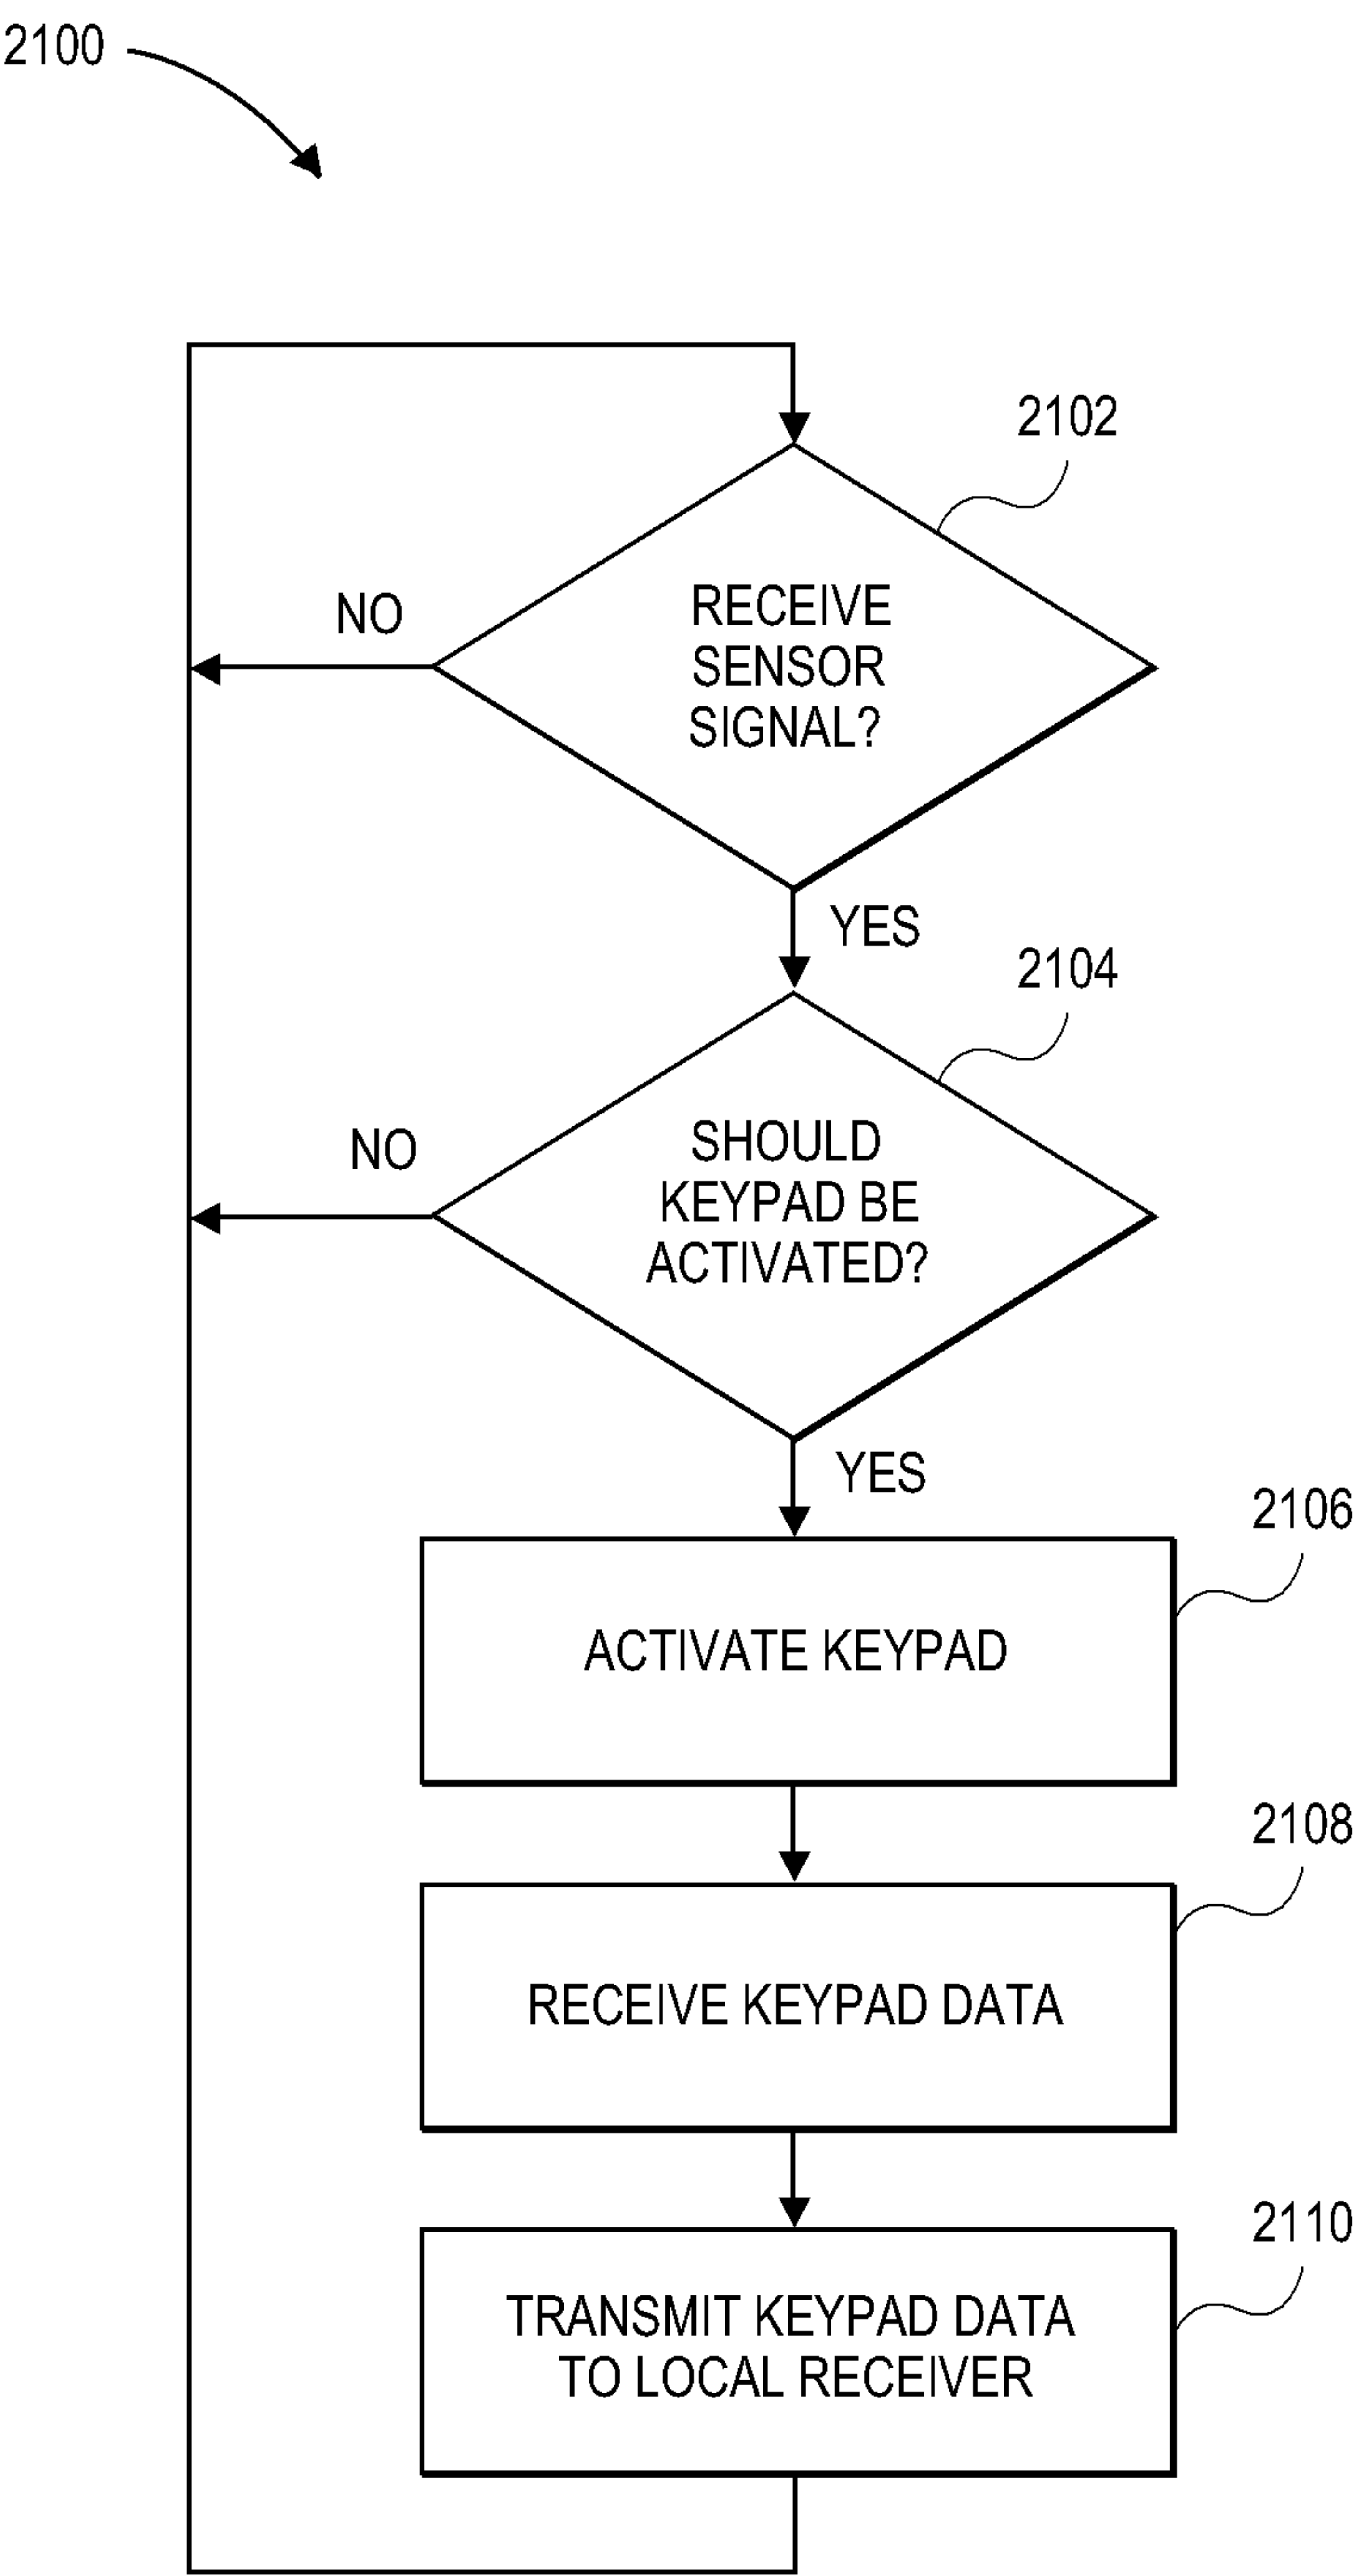 2100
2102
RECEIVE
SENSOR
SIGNAL?
NO
YES
2104
SHOULD
KEYPAD BE
ACTIVATED?
NO
YES
2106
ACTIVATE KEYPAD
2108
RECEIVE KEYPAD DATA
2110
TRANSMIT KEYPAD DATA
TO LOCAL RECEIVER